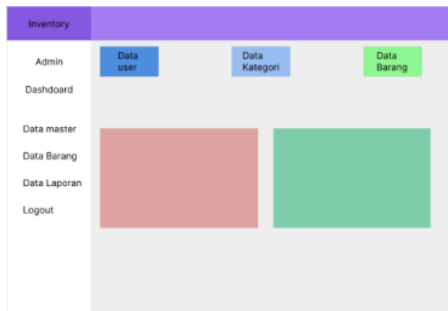 Inventory
Admin
Dashdoard
Data master
Data Barang
Data Laporan
Logout
Data
user
Data
Kategori
Data
Barang